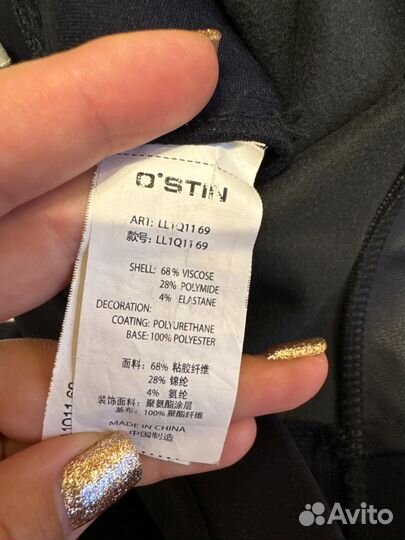 O'STIN
ART: LL1Q1169
款号: LL1Q1169
SHELL: 68% VISCOSE
28% POLYMIDE
4% ELASTANE
DECORATION:
COATING: POLYURETHANE
BASE:100% POLYESTER
面料: 68% 粘胶纤维
28% 锦纶
4% 氨纶
装饰面料: 聚氨酯涂层
基布: 100% 聚酯纤维
MADE IN CHINA
中国制造
1Q11 69
Avito